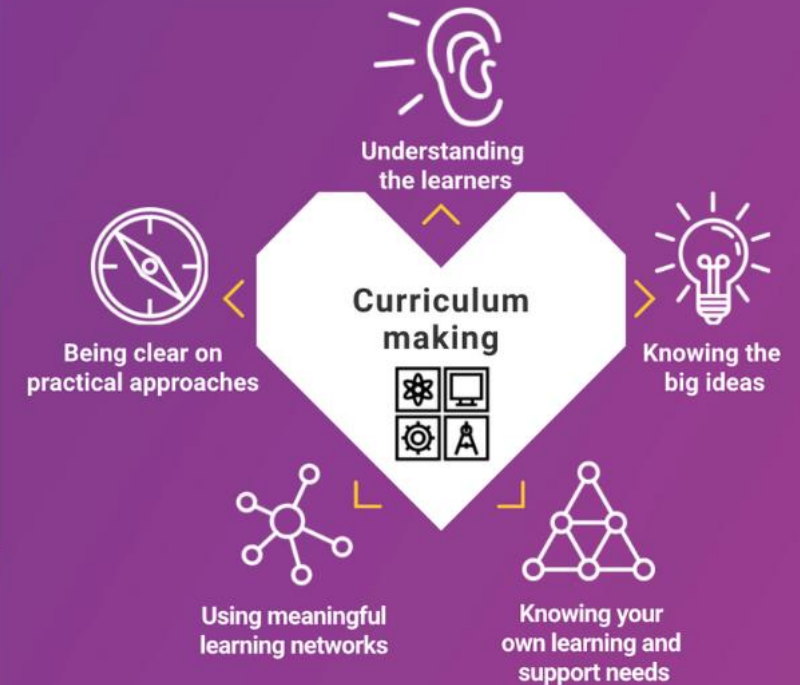 Understanding
the learners
Curriculum
making
Being clear on
practical approaches
Knowing the
big ideas
Using meaningful
learning networks
Knowing your
own learning and
support needs